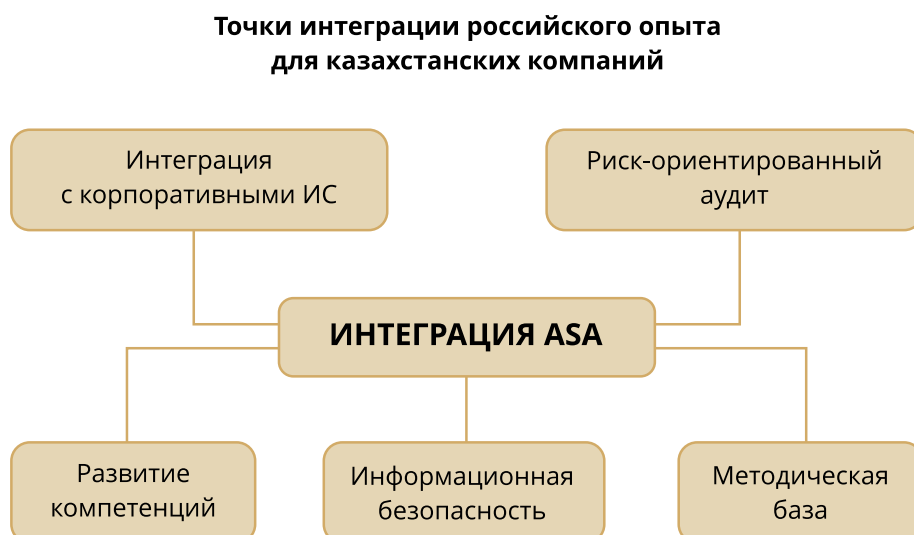 Точки интеграции российского опыта
для казахстанских компаний
Интеграция
с корпоративными ИС
Риск-ориентированный
аудит
ИНТЕГРАЦИЯ ASA
Развитие
компетенций
Информационная
безопасность
Методическая
база